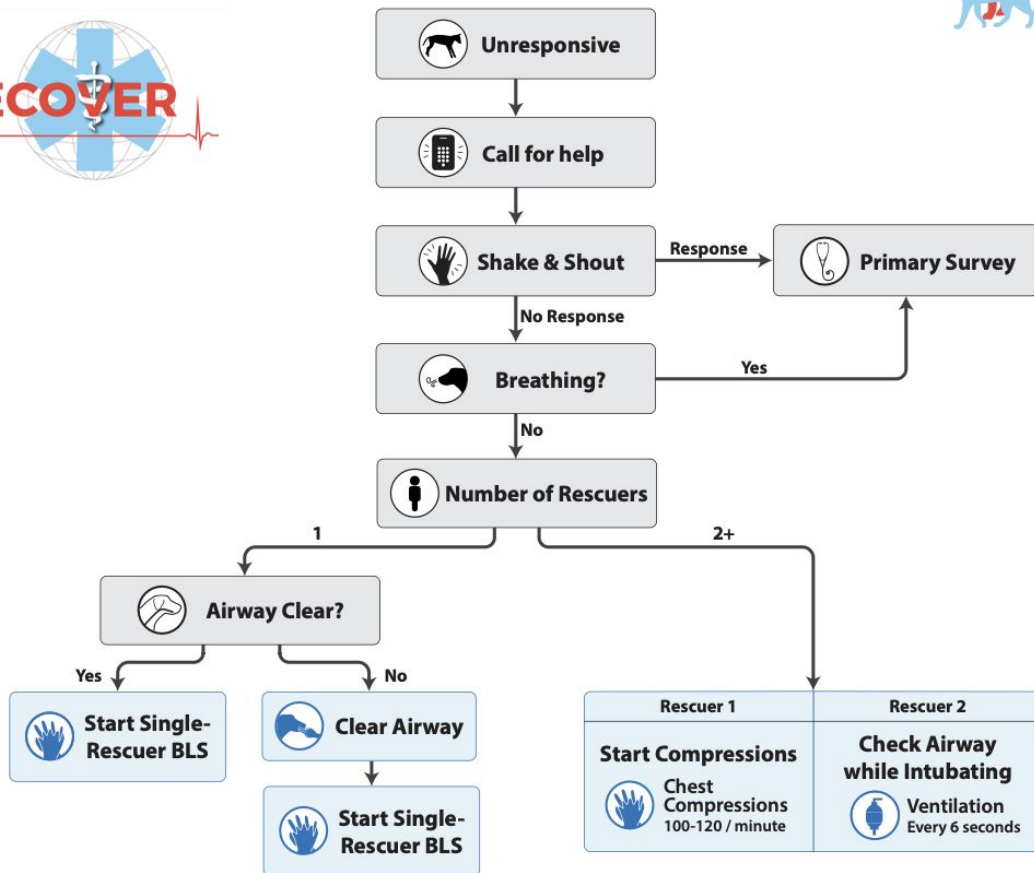 ECOVER
Unresponsive
Call for help
Shake & Shout
Response
Primary Survey
No Response
Breathing?
Yes
No
Number of Rescuers
1
2+
Airway Clear?
Yes
No
Start Single-
Rescuer BLS
Clear Airway
Start Single-
Rescuer BLS
Rescuer 1
Start Compressions
Chest
Compressions
100-120 / minute
Rescuer 2
Check Airway
while Intubating
Ventilation
Every 6 seconds